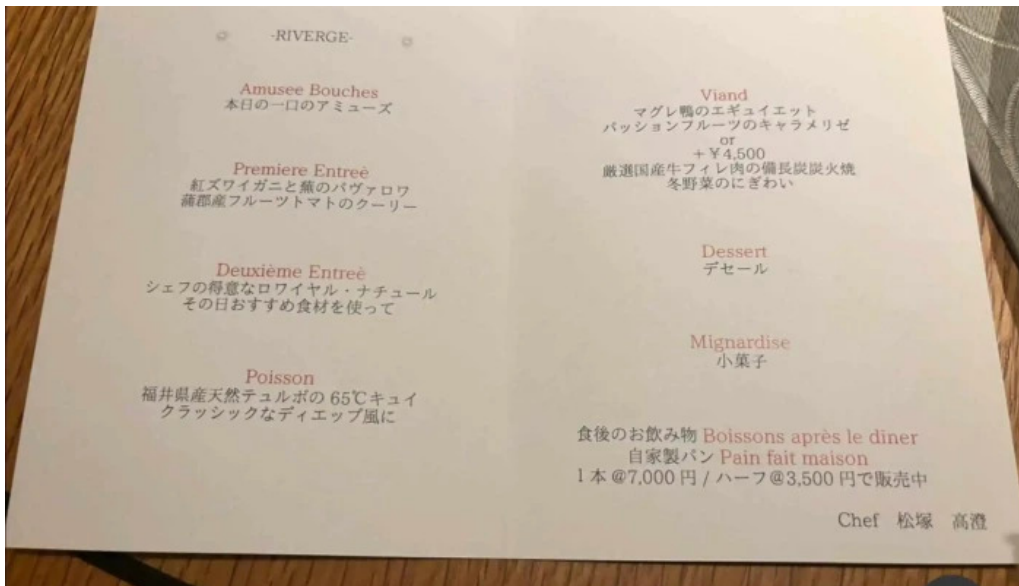 -RIVERGE-
Amusee Bouches
本日の一口のアミューズ
Premiere Entreè
紅ズワイガニと蕪のバヴァロワ
蒲郡産フルーツトマトのクーリー
Deuxième Entreè
シェフの得意なロワイヤル・ナチュール
その日おすすめ食材を使って
Poisson
福井県産天然テュルボの 65℃キュイ
クラッシックなディエップ風に
Viand
マグレ鴨のエギュイエット
パッションフルーツのキャラメリゼ
or
+¥4,500
厳選国産牛フィレ肉の備長炭炭火焼
冬野菜のにぎわい
Dessert
デセール
Mignardise
小菓子
食後のお飲み物 Boissons après le dîner
自家製パン Pain fait maison
1本@7,000 円 / ハーフ@3,500 円で販売中
Chef 松塚 高澄